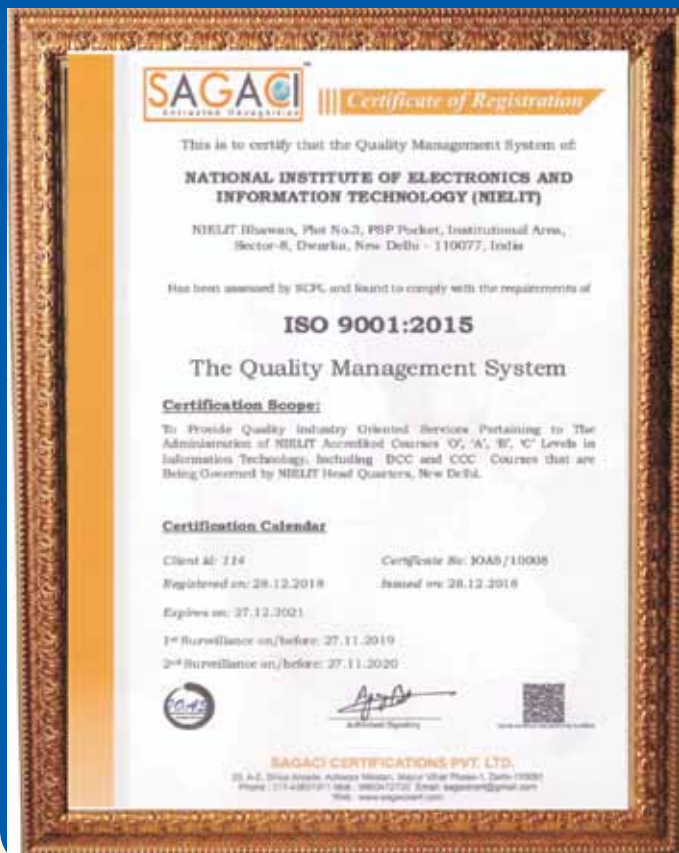 SAGACI
Certificate of Registration
This is to certify that the Quality Management System of:
NATIONAL INSTITUTE OF ELECTRONICS AND
INFORMATION TECHNOLOGY (NIELIT)
NIELIT Bhawan, Plot No.3, PSP Pocket, Institutional Area,
Sector-8, Dwarka, New Delhi - 110077, India
Has been assessed by SCPL and found to comply with the requirements of
ISO 9001:2015
The Quality Management System
Certification Scope:
To Provide Quality Industry Oriented Services Pertaining to The
Administration of NIELIT Accredited Courses 'O', 'A', 'B', 'C' Levels in
Information Technology, Including BCC and CCC Courses that are
Being Governed by NIELIT Head Quarters, New Delhi.
Certification Calendar
Client id: 114 Certificate No: IOAS/10008
Registered on: 28.12.2018 Issued on: 28.12.2018
Expires on: 27.12.2021
1st Surveillance on/before: 27.11.2019
2nd Surveillance on/before: 27.11.2020
IOAS
Authorised Signatory
SAGACI CERTIFICATIONS PVT. LTD.